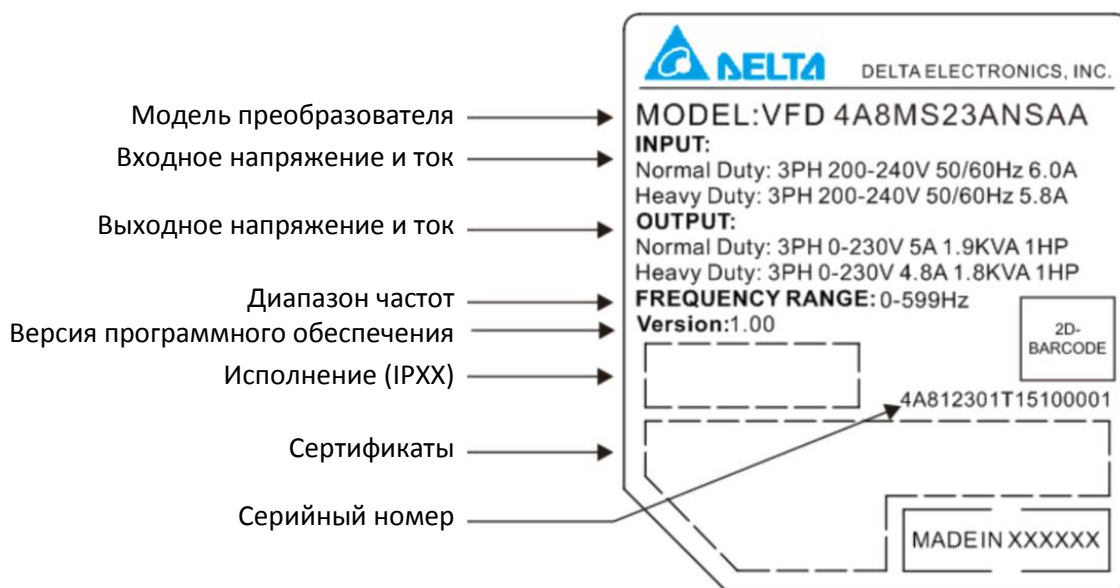 DELTA DELTA ELECTRONICS, INC.
Модель преобразователя
MODEL:VFD 4A8MS23ANSAA
Входное напряжение и ток
INPUT:
Normal Duty: 3PH 200-240V 50/60Hz 6.0A
Heavy Duty: 3PH 200-240V 50/60Hz 5.8A
Выходное напряжение и ток
OUTPUT:
Normal Duty: 3PH 0-230V 5A 1.9KVA 1HP
Heavy Duty: 3PH 0-230V 4.8A 1.8KVA 1HP
Диапазон частот
FREQUENCY RANGE: 0-599Hz
Версия программного обеспечения
Version:1.00
2D-
BARCODE
Исполнение (IPXX)
4A812301T15100001
Сертификаты
Серийный номер
MADE IN XXXXXX